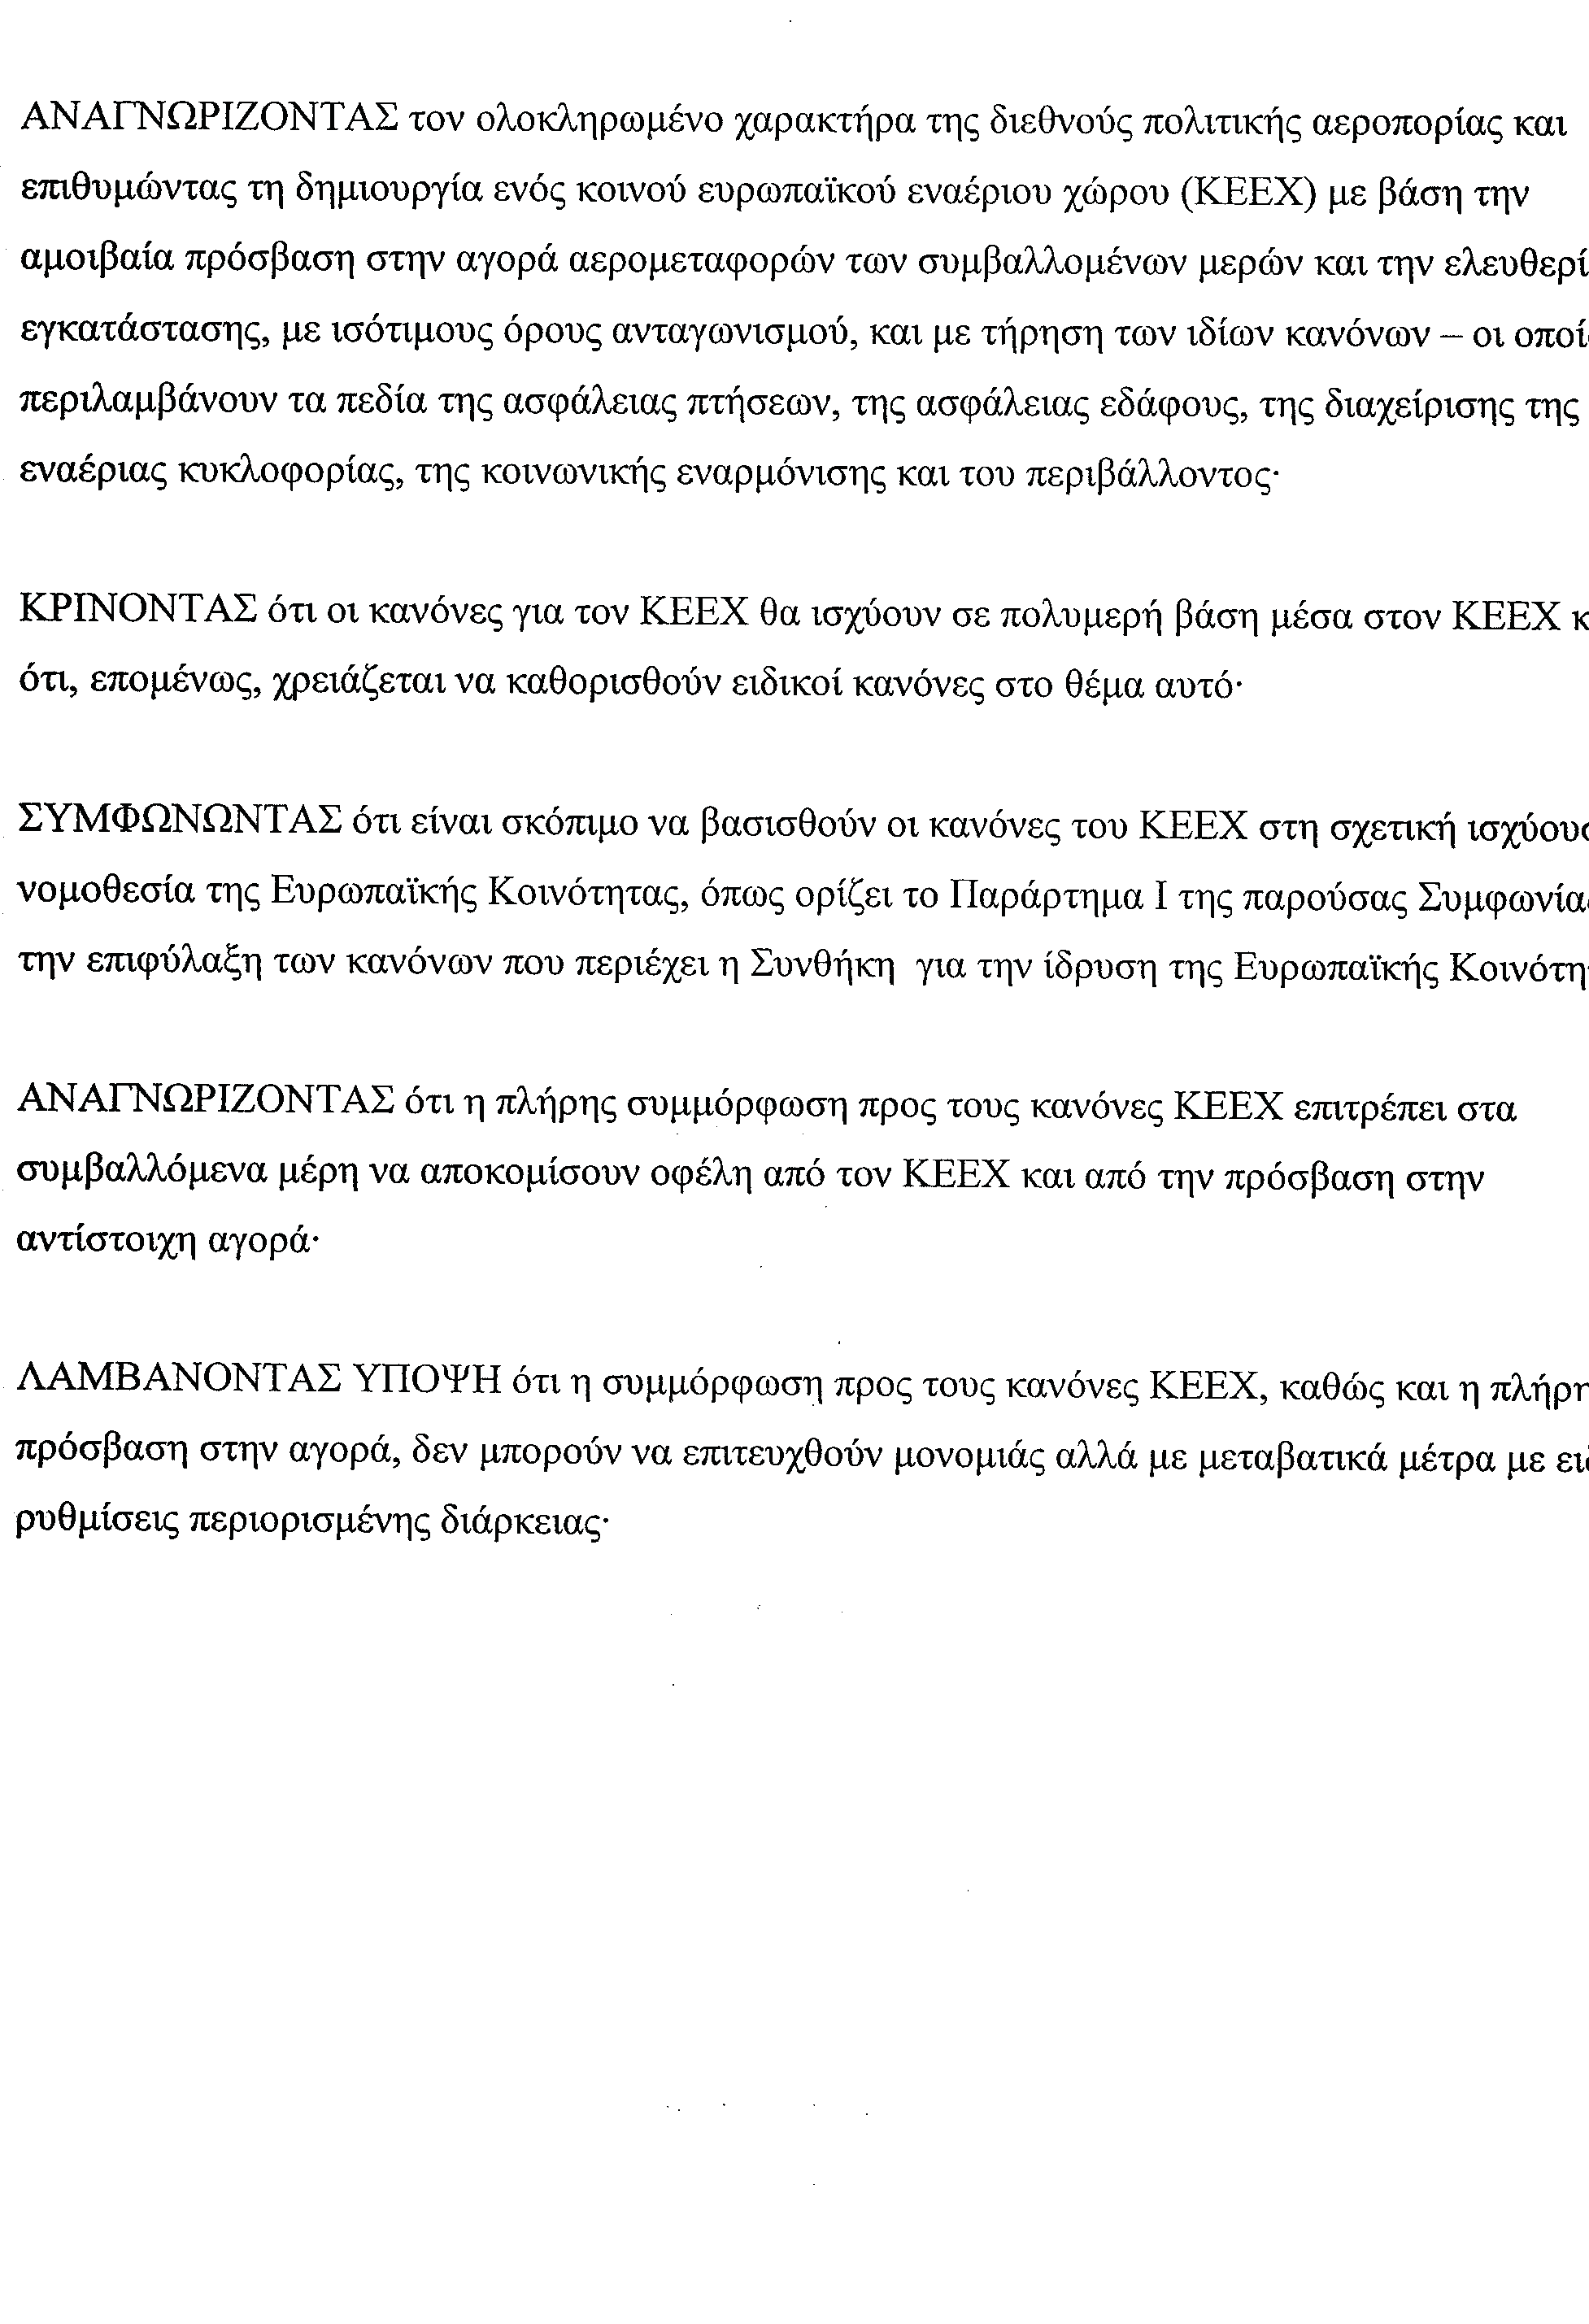 ΑΝΑΓΝΩΡΙΖΟΝΤΑΣ τον ολοκληρωμένο χαρακτήρα της διεθνούς πολιτικής αεροπορίας και
επιθυμώντας τη δημιουργία ενός κοινού ευρωπαϊκού εναέριου χώρου (ΚΕΕΧ) με βάση την
αμοιβαία πρόσβαση στην αγορά αερομεταφορών των συμβαλλομένων μερών και την
εγκατάστασης, με ισότιμους όρους ανταγωνισμού, και με τήρηση των ιδίων κανόνων – οι
περιλαμβάνουν τα πεδία της ασφάλειας πτήσεων, της ασφάλειας εδάφους, της διαχείρισης της
εναέριας κυκλοφορίας, της κοινωνικής εναρμόνισης και του περιβάλλοντος·
ΚΡΙΝΟΝΤΑΣ ότι οι κανόνες για τον ΚΕΕΧ θα ισχύουν σε πολυμερή βάση μέσα στον ΚΕΕΧ
ότι, επομένως, χρειάζεται να καθορισθούν ειδικοί κανόνες στο θέμα αυτό·
ΣΥΜΦΩΝΩΝΤΑΣ ότι είναι σκόπιμο να βασισθούν οι κανόνες του ΚΕΕΧ στη σχετική
νομοθεσία της Ευρωπαϊκής Κοινότητας, όπως ορίζει το Παράρτημα Ι της παρούσας
την επιφύλαξη των κανόνων που περιέχει η Συνθήκη για την ίδρυση της Ευρωπαϊκής
ΑΝΑΓΝΩΡΙΖΟΝΤΑΣ ότι η πλήρης συμμόρφωση προς τους κανόνες ΚΕΕΧ επιτρέπει στα
συμβαλλόμενα μέρη να αποκομίσουν οφέλη από τον ΚΕΕΧ και από την πρόσβαση στην
αντίστοιχη αγορά·
ΛΑΜΒΑΝΟΝΤΑΣ ΥΠΟΨΗ ότι η συμμόρφωση προς τους κανόνες ΚΕΕΧ, καθώς και η
πρόσβαση στην αγορά, δεν μπορούν να επιτευχθούν μονομιάς αλλά με μεταβατικά μέτρα με
ρυθμίσεις περιορισμένης διάρκειας·